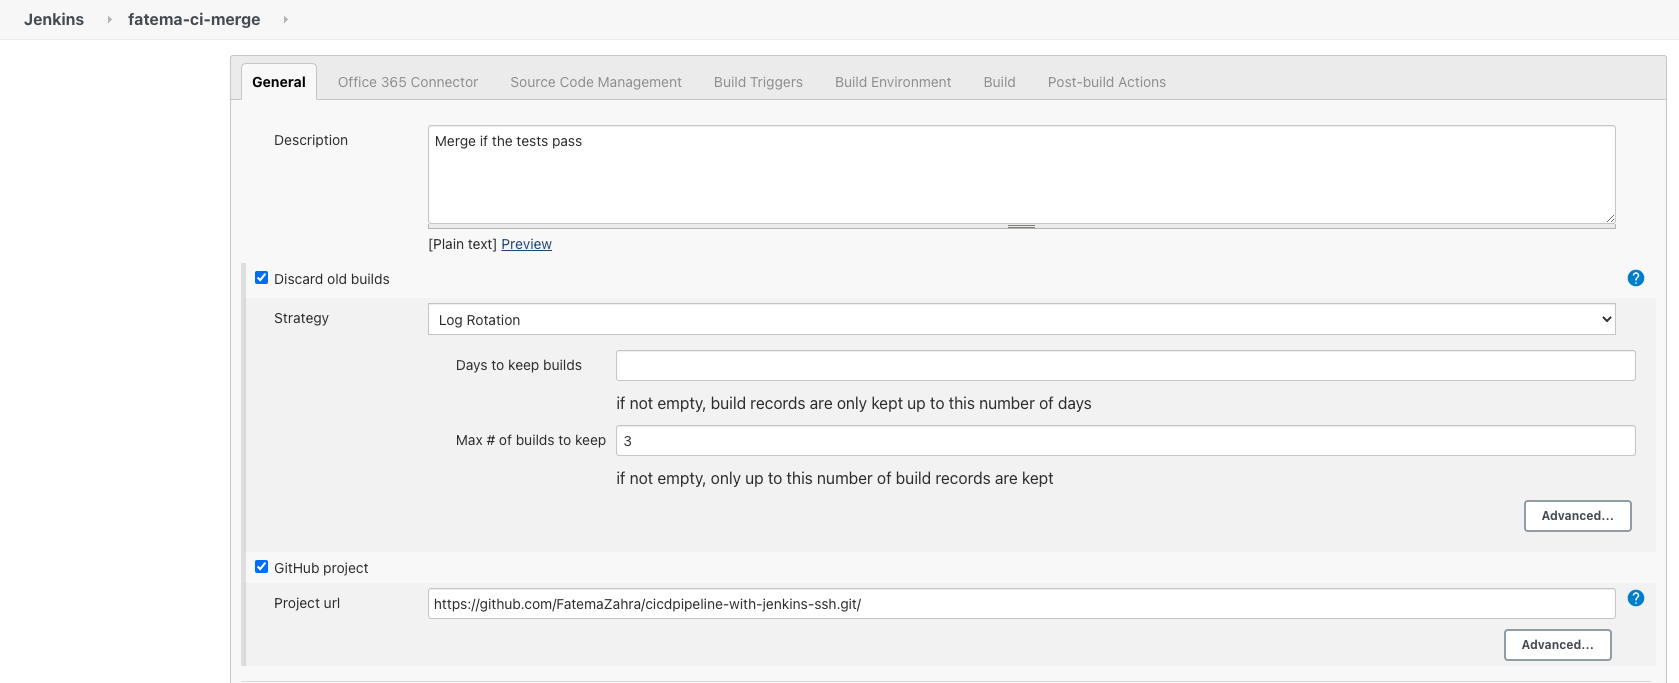 Jenkins fatema-ci-merge
General Office 365 Connector Source Code Management Build Triggers Build Environment Build Post-build Actions
Description Merge if the tests pass
[Plain text] Preview
Discard old builds ?
Strategy Log Rotation
Days to keep builds
if not empty, build records are only kept up to this number of days
Max # of builds to keep 3
if not empty, only up to this number of build records are kept
Advanced...
GitHub project
Project url https://github.com/FatemaZahra/cicdpipeline-with-jenkins-ssh.git/ ?
Advanced...